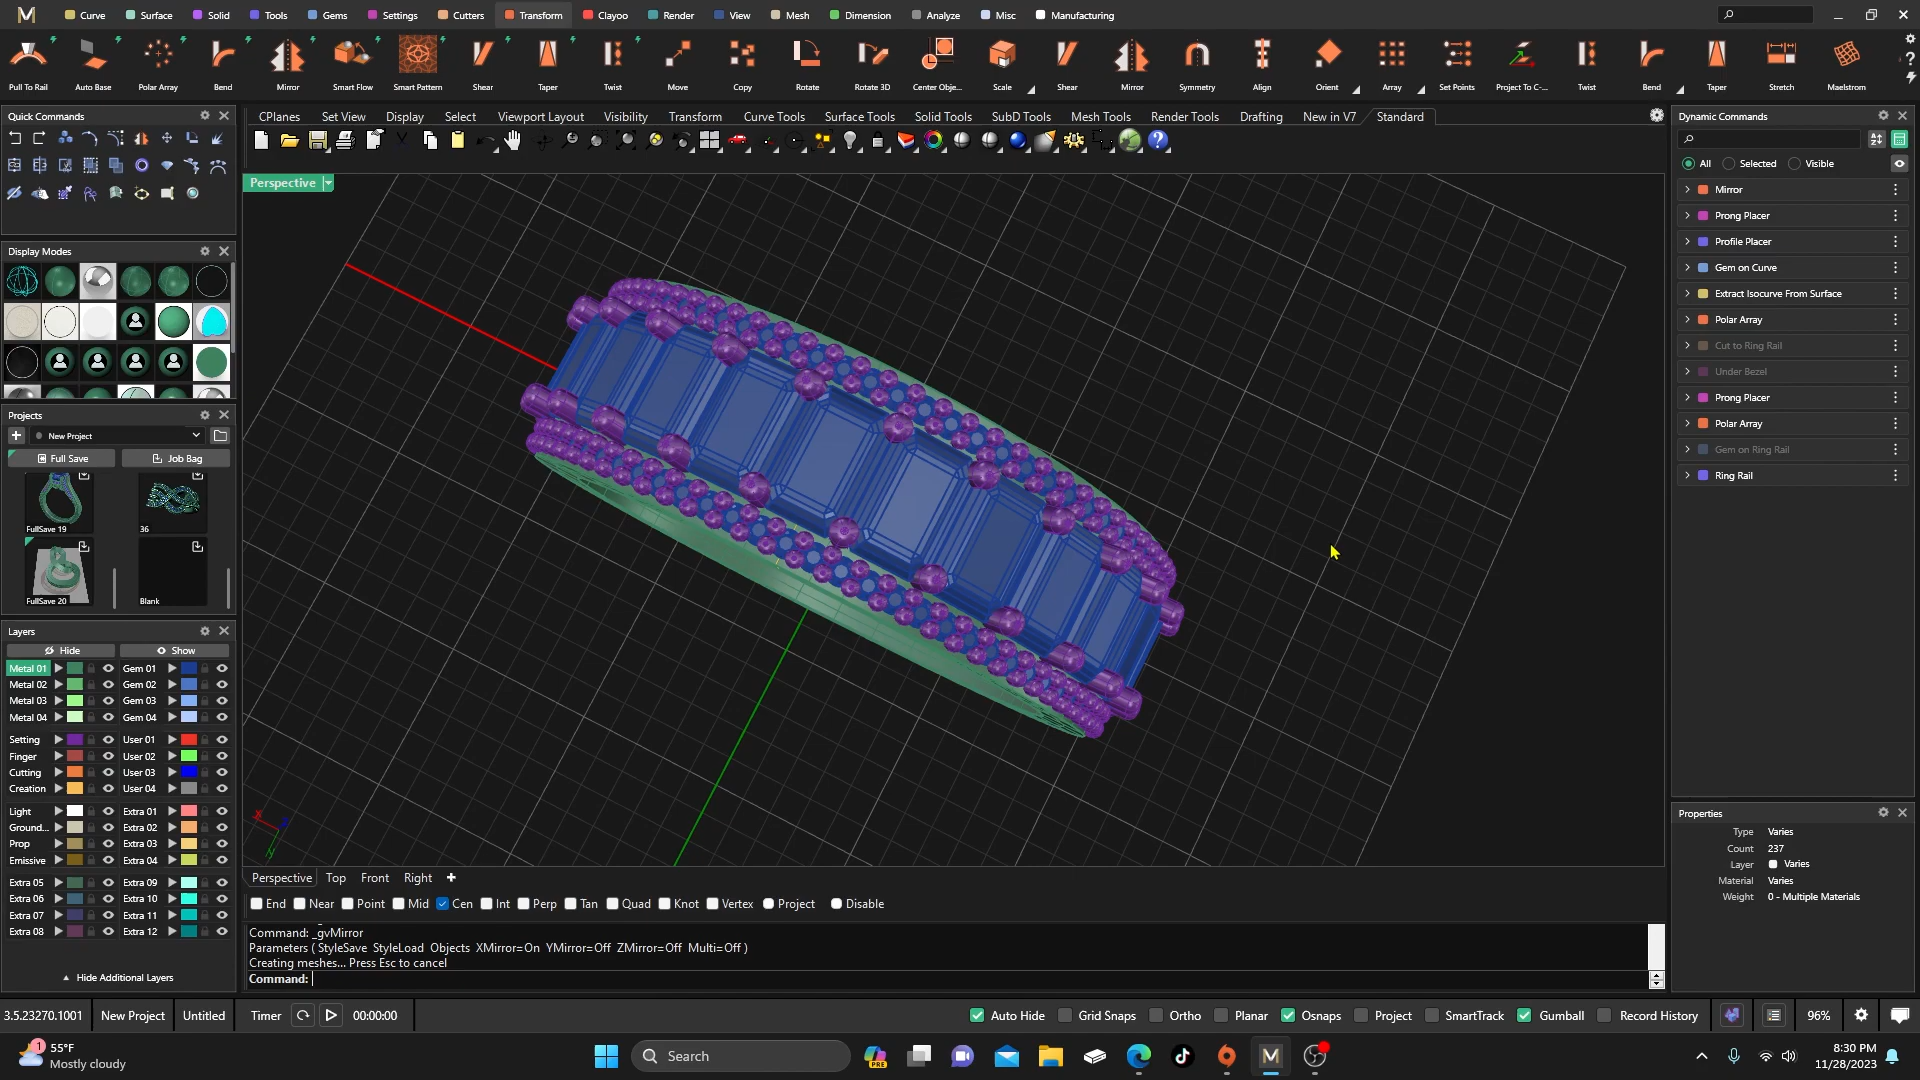 Curve Surface Solid Tools Gems Settings Cutters Transform Clayoo Render View Mesh Dimension Analyze Misc Manufacturing
Pull To Rail Auto Base Polar Array Bend Mirror Smart Flow Smart Pattern Shear Taper Twist Move Copy Rotate Rotate 3D Center Obje... Scale Shear Mirror Symmetry Align Orient Array Set Points Project To C-... Twist Bend Taper Stretch Maelstrom
Quick Commands
CPlanes Set View Display Select Viewport Layout Visibility Transform Curve Tools Surface Tools Solid Tools SubD Tools Mesh Tools Render Tools Drafting New in V7 Standard
Perspective
Display Modes
Projects
New Project
Full Save Job Bag
FullSave 19 36
FullSave 20 Blank
Layers
Hide Show
Metal 01 Gem 01
Metal 02 Gem 02
Metal 03 Gem 03
Metal 04 Gem 04
Setting User 01
Finger User 02
Cutting User 03
Creation User 04
Light Extra 01
Ground... Extra 02
Prop Extra 03
Emissive Extra 04
Extra 05 Extra 09
Extra 06 Extra 10
Extra 07 Extra 11
Extra 08 Extra 12
Hide Additional Layers
x
z
y
Perspective Top Front Right
End Near Point Mid Cen Int Perp Tan Quad Knot Vertex Project Disable
Command: _gvMirror
Parameters ( StyleSave StyleLoad Objects XMirror=On YMirror=Off ZMirror=Off Multi=Off )
Creating meshes... Press Esc to cancel
Command:
Dynamic Commands
All Selected Visible
Mirror
Prong Placer
Profile Placer
Gem on Curve
Extract Isocurve From Surface
Polar Array
Cut to Ring Rail
Under Bezel
Prong Placer
Polar Array
Gem on Ring Rail
Ring Rail
Properties
Type Varies
Count 237
Layer Varies
Material Varies
Weight 0 - Multiple Materials
3.5.23270.1001 New Project Untitled Timer 00:00:00 Auto Hide Grid Snaps Ortho Planar Osnaps Project SmartTrack Gumball Record History 96%
1 55°F
Mostly cloudy
Search
PRE
8:30 PM
11/28/2023